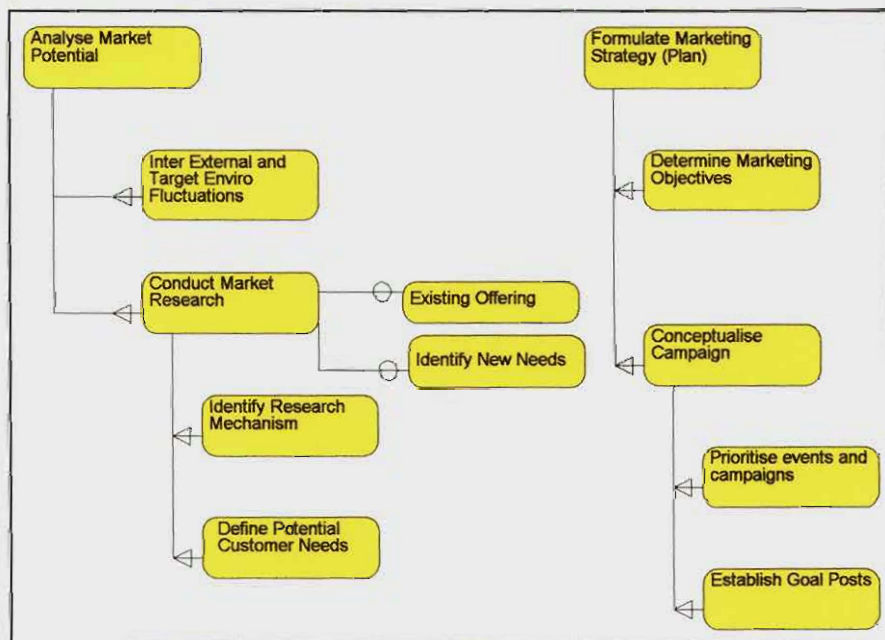 Analyse Market
Potential
Inter External and
Target Enviro
Fluctuations
Conduct Market
Research
Existing Offering
Identify New Needs
Identify Research
Mechanism
Define Potential
Customer Needs
Formulate Marketing
Strategy (Plan)
Determine Marketing
Objectives
Conceptualise
Campaign
Prioritise events and
campaigns
Establish Goal Posts